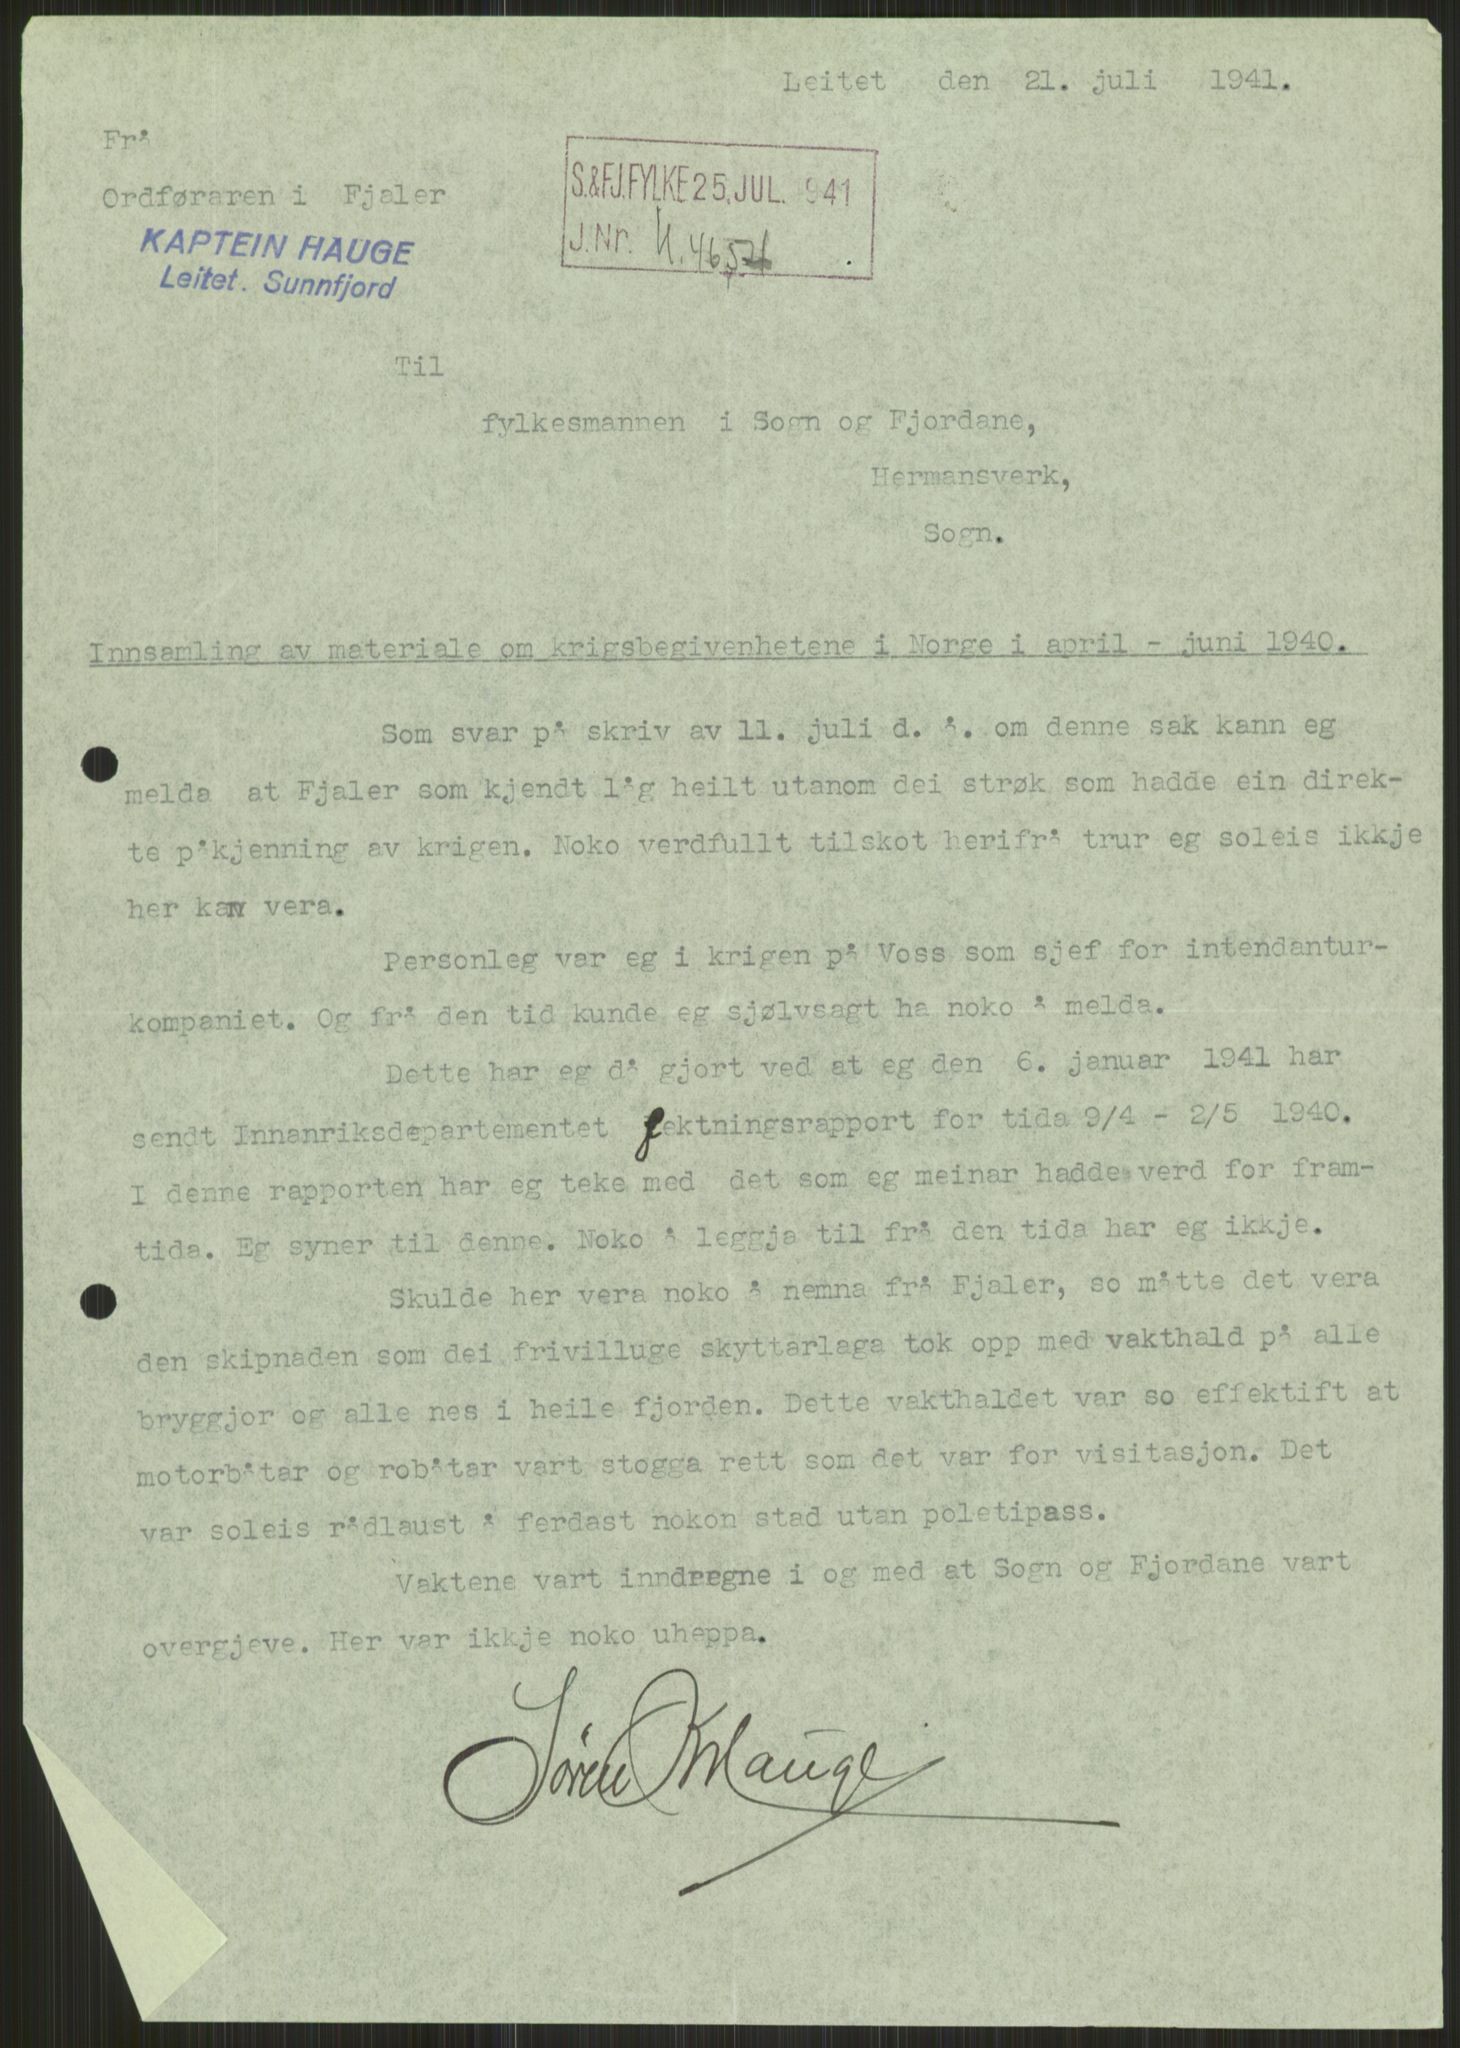 Leitet den 21. juli 1941.
Frå
Ordføraren i Fjaler
KAPTEIN HAUGE
Leitet. Sunnfjord
S.&FJ.FYLKE 25. JUL. 941
J. Nr.
Til
fylkesmannen i Sogn og Fjordane,
Hermansverk,
Sogn.
Innsamling av materiale om krigsbegivenhetene i Norge i april - juni 1940.
Som svar på skriv av 11. juli d. å. om denne sak kann eg
melda at Fjaler som kjendt låg heilt utanom dei strøk som hadde ein direk-
te påkjenning av krigen. Noko verdfullt tilskot herifrå trur eg soleis ikkje
her kan vera.
Personleg var eg i krigen på Voss som sjef for intendantur-
kompaniet. Og frå den tid kunde eg sjølvsagt ha noko å melda.
Dette har eg då gjort ved at eg den 6. januar 1941 har
sendt Innanriksdepartementet fektningsrapport for tida 9/4 - 2/5 1940.
I denne rapporten har eg teke med det som eg meinar hadde verd for fram-
tida. Eg syner til denne. Noko å leggja til frå den tida har eg ikkje.
Skulde her vera noko å nemna frå Fjaler, so måtte det vera
den skipnaden som dei frivilluge skyttarlaga tok opp med vakthald på alle
bryggjor og alle nes i heile fjorden. Dette vakthaldet var so effektift at
motorbåtar og robåtar vart stogga rett som det var for visitasjon. Det
var soleis rådlaust å ferdast nokon stad utan poletipass.
Vaktene vart inndregne i og med at Sogn og Fjordane vart
overgjeve. Her var ikkje noko uheppa.
Søren Hauge